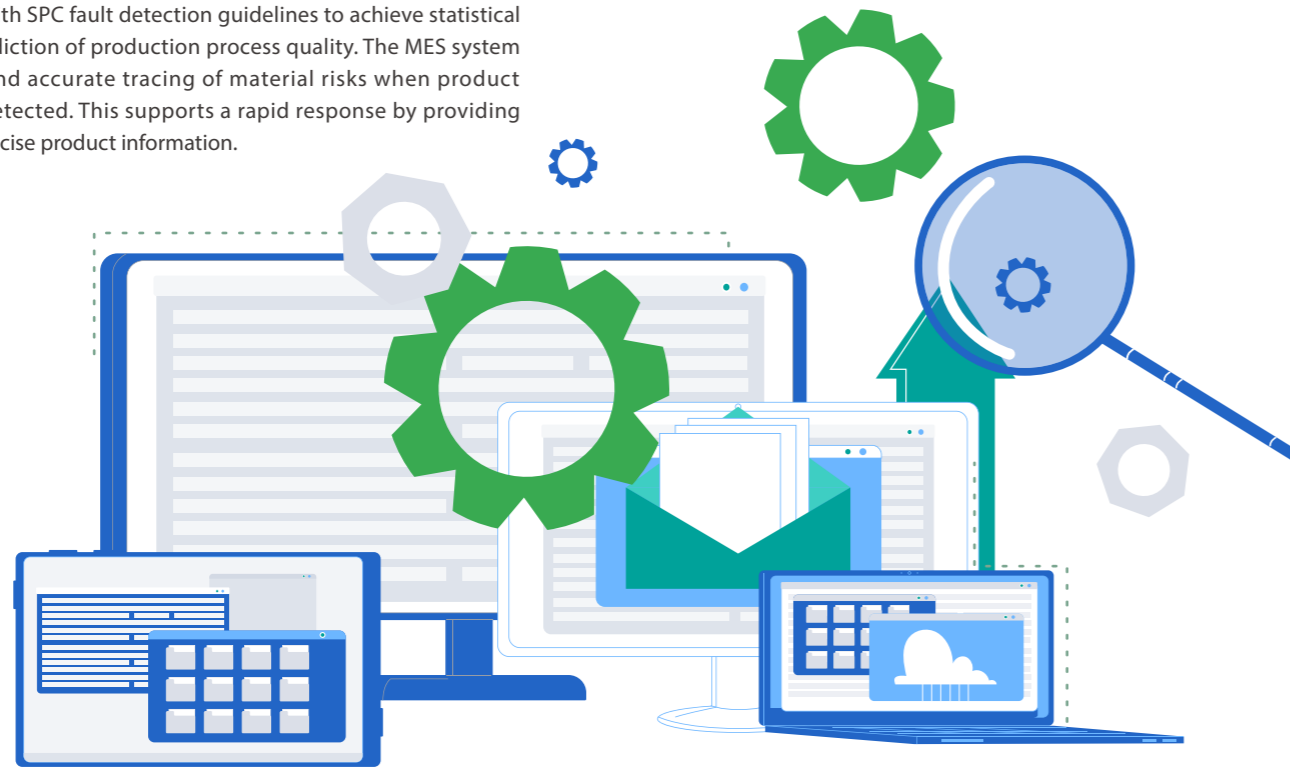 th SPC fault detection guidelines to achieve statistical
diction of production process quality. The MES system
nd accurate tracing of material risks when product
etected. This supports a rapid response by providing
cise product information.